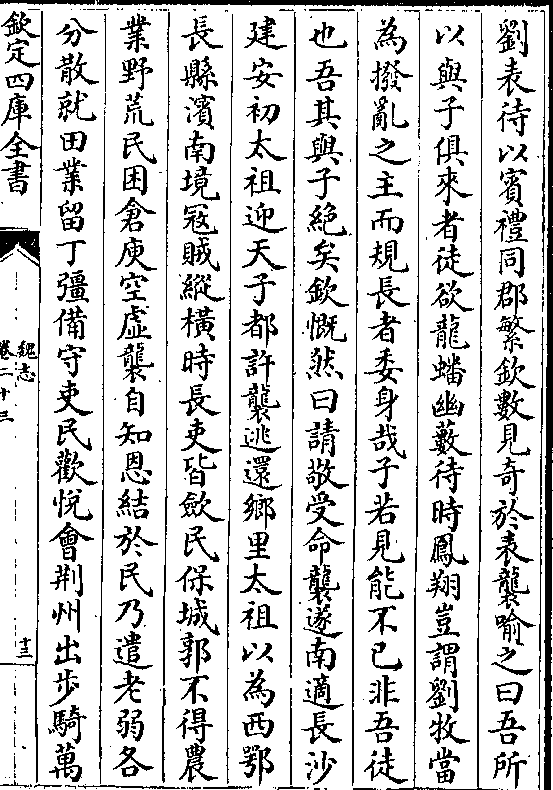 劉表待以賔禮同郡繁欽數見奇於表襲喻之曰吾所
以與子俱來者徒欲龍蟠幽藪待時鳳翔豈謂劉牧當
為撥亂之主而規長者委身哉子若見能不已非吾徒
也吾其與子絶矣欽慨然曰請敬受命襲遂南適長沙
建安初太祖迎天子都許襲逃還鄉里太祖以為西鄂
長縣濱南境冦賊縱橫時長吏皆歛民保城郭不得農
業野荒民困倉庾空虛襲自知恩結於民乃遣老弱各
分散就田業留丁彊備守吏民歡悅會荆州出步騎萬
欽定四庫全書
魏志
卷二十三
十三